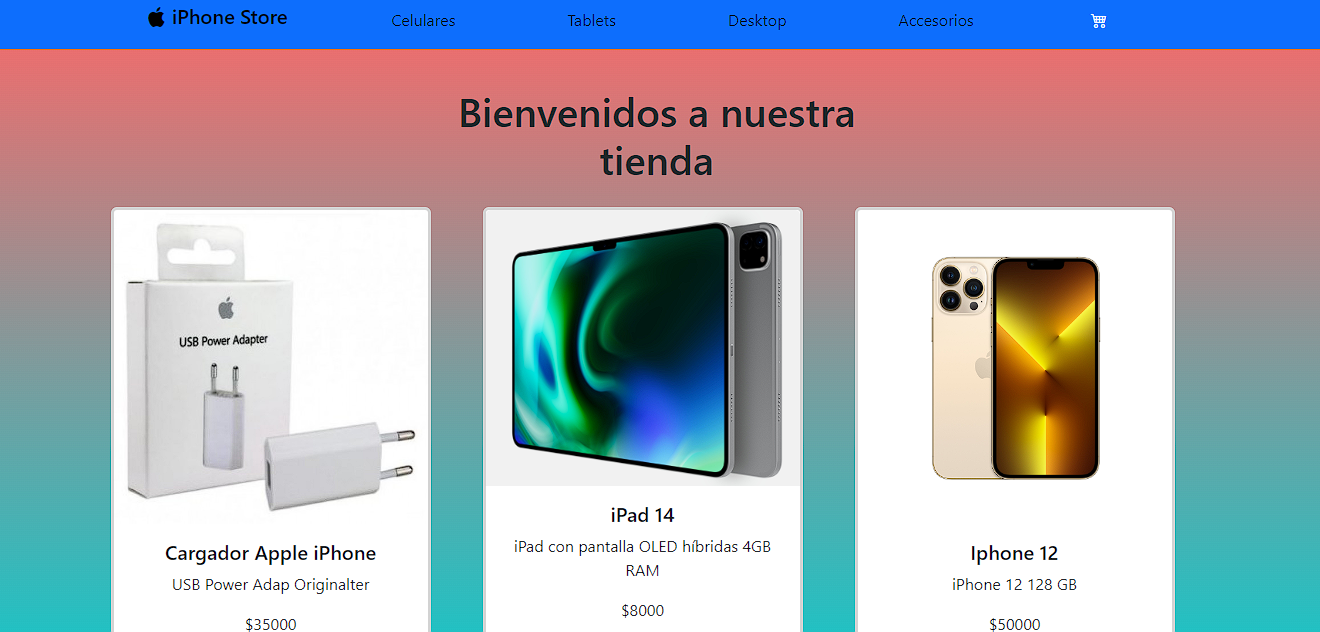 iPhone Store
Celulares
Tablets
Desktop
Accesorios
Bienvenidos a nuestra
tienda
USB Power Adapter
Cargador Apple iPhone
USB Power Adap Originalter
$35000
iPad 14
iPad con pantalla OLED híbridas 4GB
RAM
$8000
Iphone 12
iPhone 12 128 GB
$50000